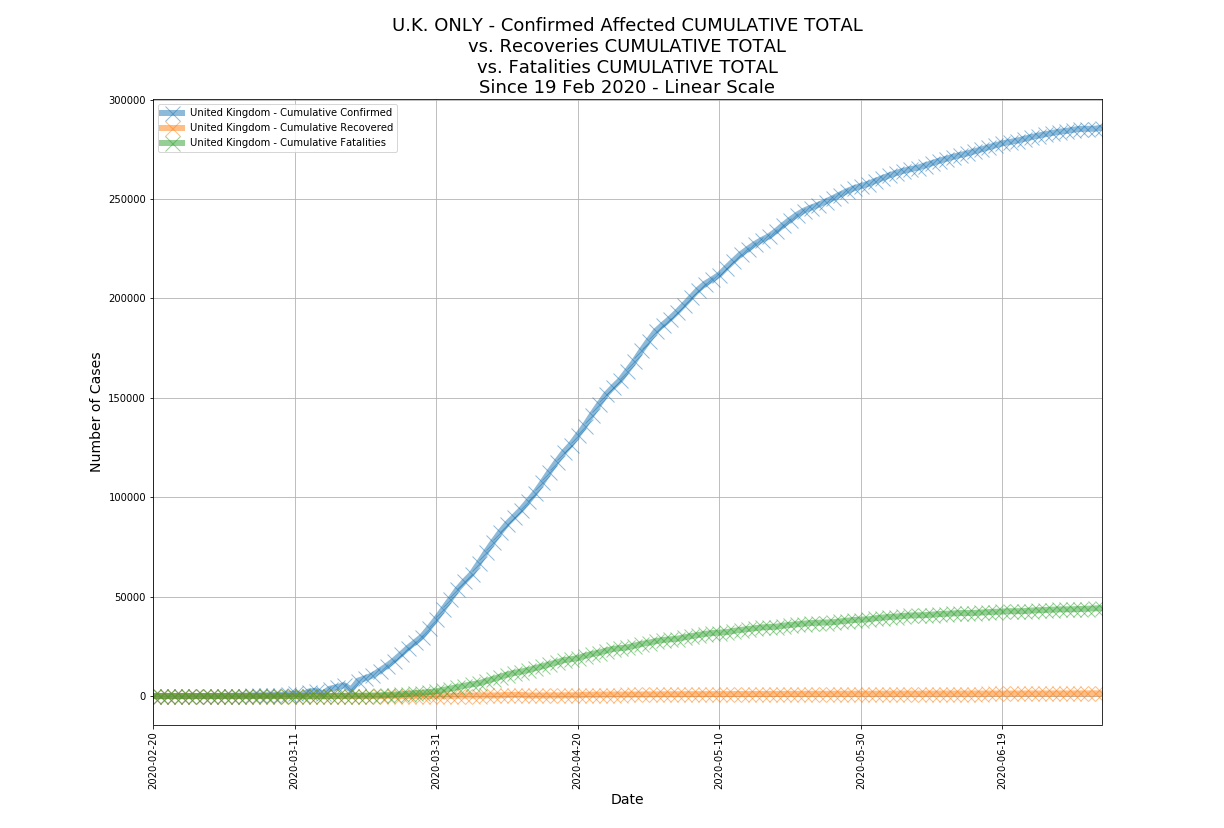 U.K. ONLY - Confirmed Affected CUMULATIVE TOTAL
vs. Recoveries CUMULATIVE TOTAL
vs. Fatalities CUMULATIVE TOTAL
Since 19 Feb 2020 - Linear Scale
United Kingdom - Cumulative Confirmed
United Kingdom - Cumulative Recovered
United Kingdom - Cumulative Fatalities
Number of Cases
300000
250000
200000
150000
100000
50000
0
2020-02-20
2020-03-11
2020-03-31
2020-04-20
2020-05-10
2020-05-30
2020-06-19
Date